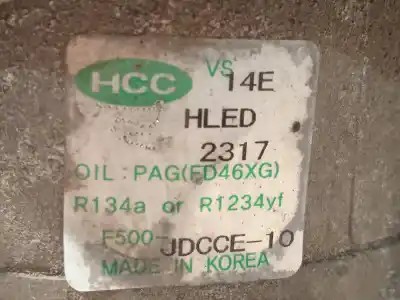 HCC VS 14E
HLED
2317
OIL : PAG(FD46XG)
R134a or R1234yf
F500-JDCCE-10
MADE IN KOREA